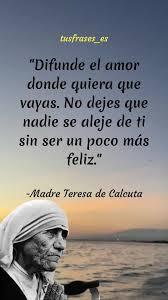 tusfrases_es
"Difunde el amor
donde quiera que
vayas. No dejes que
nadie se aleje de ti
sin ser un poco más
feliz."
-Madre Teresa de Calcuta